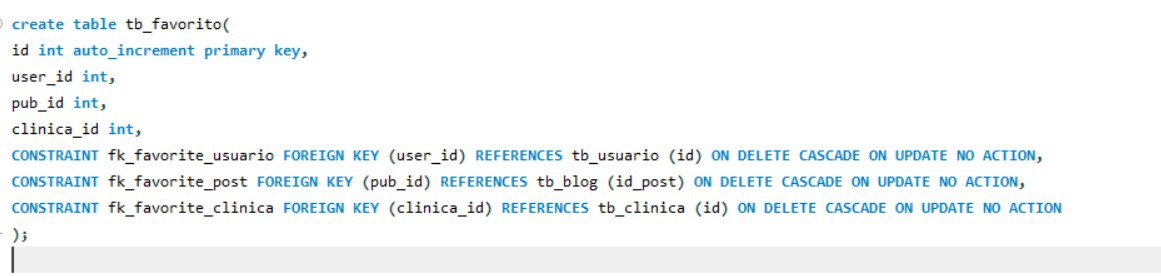 create table tb_favorito(
id int auto_increment primary key,
user_id int,
pub_id int,
clinica_id int,
CONSTRAINT fk_favorite_usuario FOREIGN KEY (user_id) REFERENCES tb_usuario (id) ON DELETE CASCADE ON UPDATE NO ACTION,
CONSTRAINT fk_favorite_post FOREIGN KEY (pub_id) REFERENCES tb_blog (id_post) ON DELETE CASCADE ON UPDATE NO ACTION,
CONSTRAINT fk_favorite_clinica FOREIGN KEY (clinica_id) REFERENCES tb_clinica (id) ON DELETE CASCADE ON UPDATE NO ACTION
);